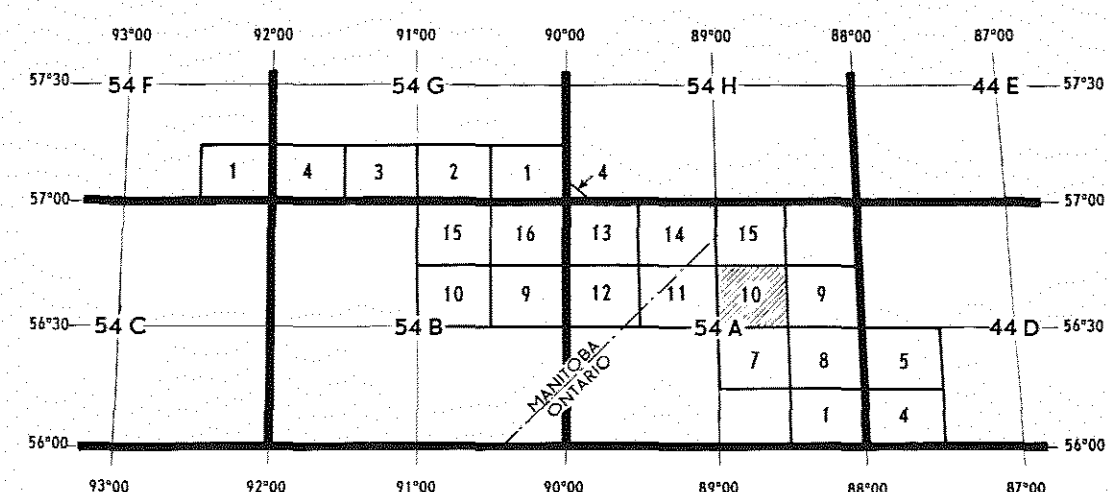 93°00 92°00 91°00 90°00 89°00 88°00 87°00
57°30 54 F 54 G 54 H 44 E 57°30
1 4 3 2 1 4
57°00 57°00
15 16 13 14 15
10 9 12 11 10 9
56°30 54 C 54 B 54 A 44 D 56°30
MANITOBA
ONTARIO
7 8 5
1 4
56°00 56°00
93°00 92°00 91°00 90°00 89°00 88°00 87°00